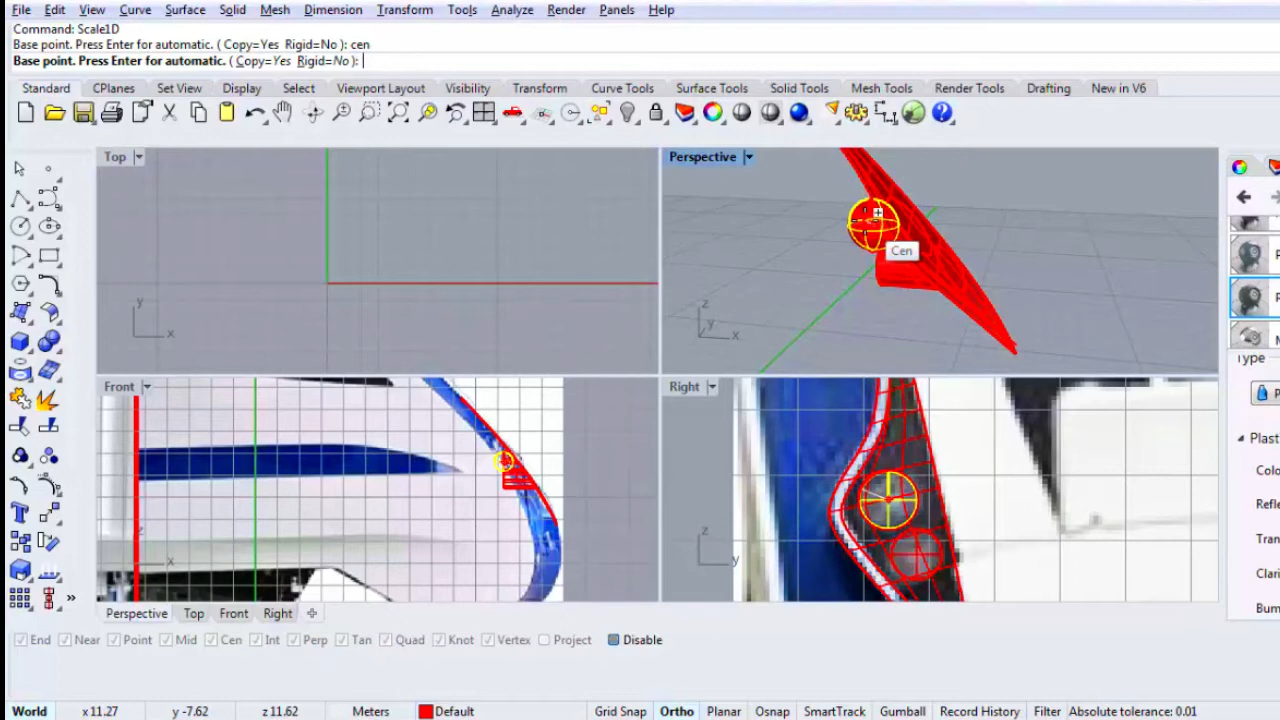 File Edit View Curve Surface Solid Mesh Dimension Transform Tools Analyze Render Panels Help
Command: Scale1D
Base point. Press Enter for automatic. ( Copy=Yes Rigid=No ): cen
Base point. Press Enter for automatic. ( Copy=Yes Rigid=No ):
Standard CPlanes Set View Display Select Viewport Layout Visibility Transform Curve Tools Surface Tools Solid Tools Mesh Tools Render Tools Drafting New in V6
Top
Perspective
Cen
y
x
z
y
x
Front
Right
z
x
z
y
Type
Plast
Colo
Refle
Tran
Clari
Bum
Perspective Top Front Right
End Near Point Mid Cen Int Perp Tan Quad Knot Vertex Project Disable
World x 11.27 y -7.62 z 11.62 Meters Default Grid Snap Ortho Planar Osnap SmartTrack Gumball Record History Filter Absolute tolerance: 0.01